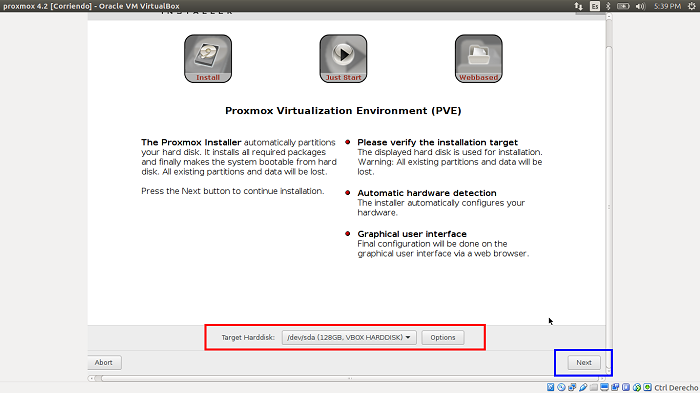 proxmox 4.2 [Corriendo] - Oracle VM VirtualBox
Es
5:39 PM
INSTALLER
Install
Just Start
Webbased
Proxmox Virtualization Environment (PVE)
The Proxmox Installer automatically partitions
your hard disk. It installs all required packages
and finally makes the system bootable from hard
disk. All existing partitions and data will be lost.
Press the Next button to continue installation.
Please verify the installation target
The displayed hard disk is used for installation.
Warning: All existing partitions and data will be
lost.
Automatic hardware detection
The installer automatically configures your
hardware.
Graphical user interface
Final configuration will be done on the
graphical user interface via a web browser.
Target Harddisk: /dev/sda (128GB, VBOX HARDDISK) Options
Abort
Next
Ctrl Derecho